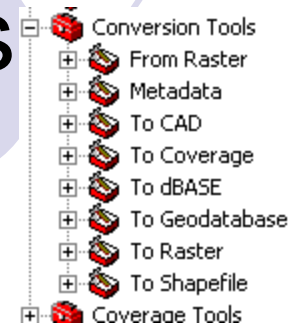 S
Conversion Tools
From Raster
Metadata
To CAD
To Coverage
To dBASE
To Geodatabase
To Raster
To Shapefile
Coverage Tools